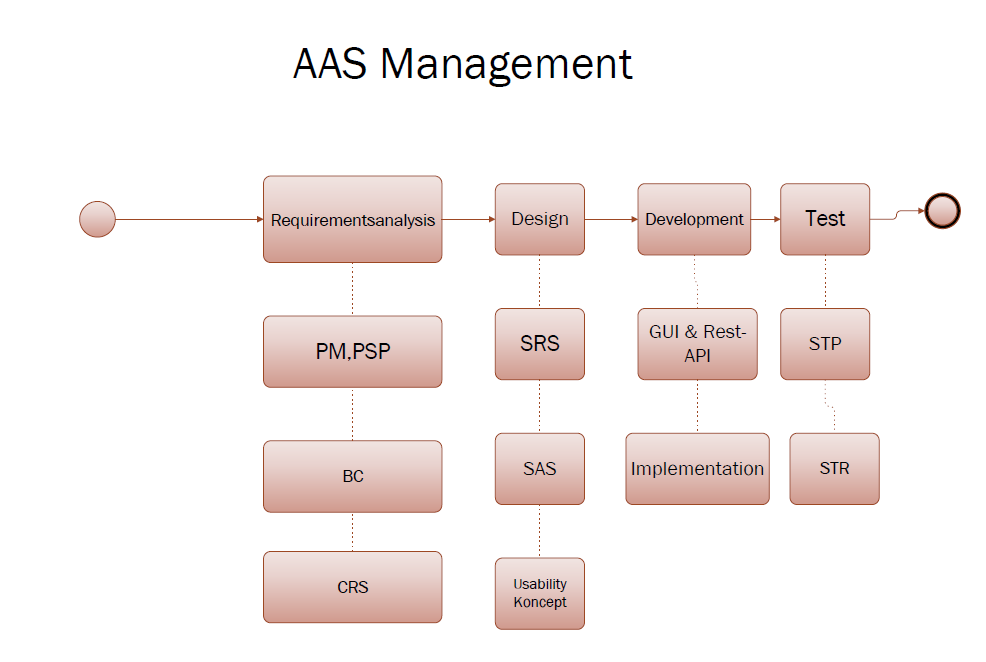 AAS Management
Requirementsanalysis
Design
Development
Test
PM,PSP
SRS
GUI & Rest-
API
STP
BC
SAS
Implementation
STR
CRS
Usability
Koncept